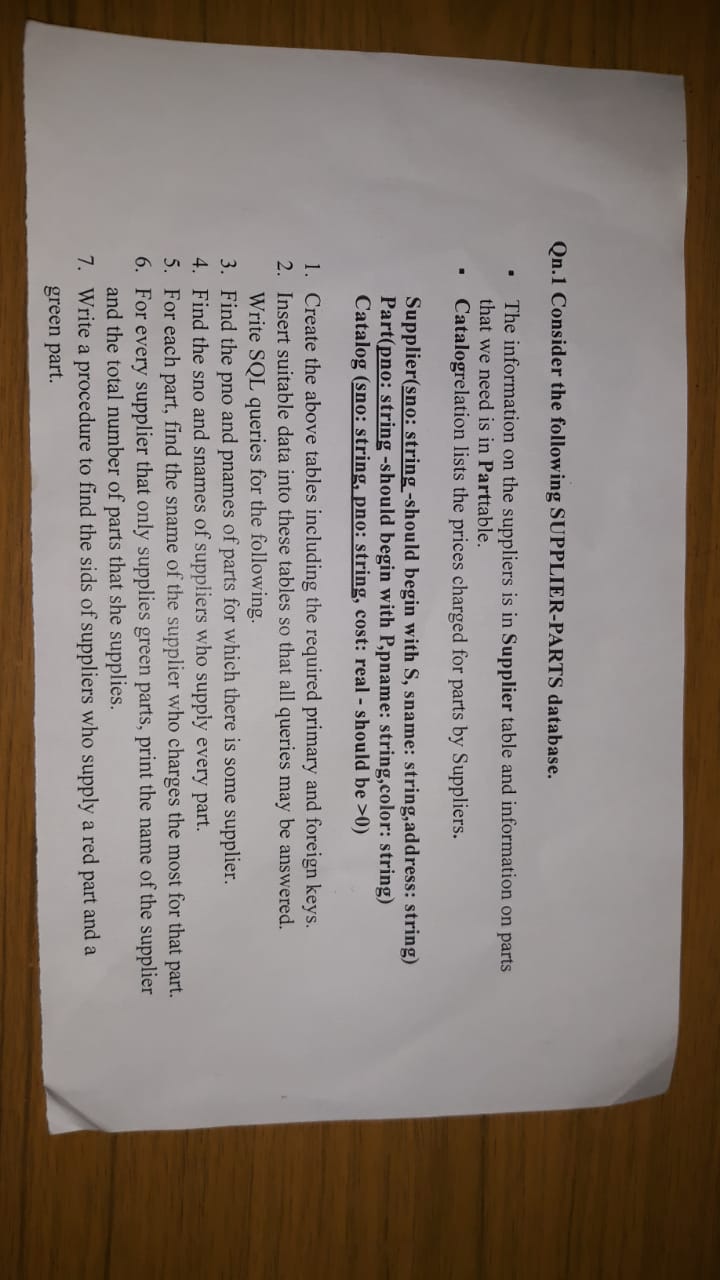 Qn.1 Consider the following SUPPLIER-PARTS database.
▪ The information on the suppliers is in Supplier table and information on parts
that we need is in Parttable.
▪ Catalogrelation lists the prices charged for parts by Suppliers.
Supplier(sno: string -should begin with S, sname: string,address: string)
Part(pno: string -should begin with P,pname: string,color: string)
Catalog (sno: string, pno: string, cost: real - should be >0)
1. Create the above tables including the required primary and foreign keys.
2. Insert suitable data into these tables so that all queries may be answered.
Write SQL queries for the following.
3. Find the pno and pnames of parts for which there is some supplier.
4. Find the sno and snames of suppliers who supply every part.
5. For each part, find the sname of the supplier who charges the most for that part.
6. For every supplier that only supplies green parts, print the name of the supplier
and the total number of parts that she supplies.
7. Write a procedure to find the sids of suppliers who supply a red part and a
green part.